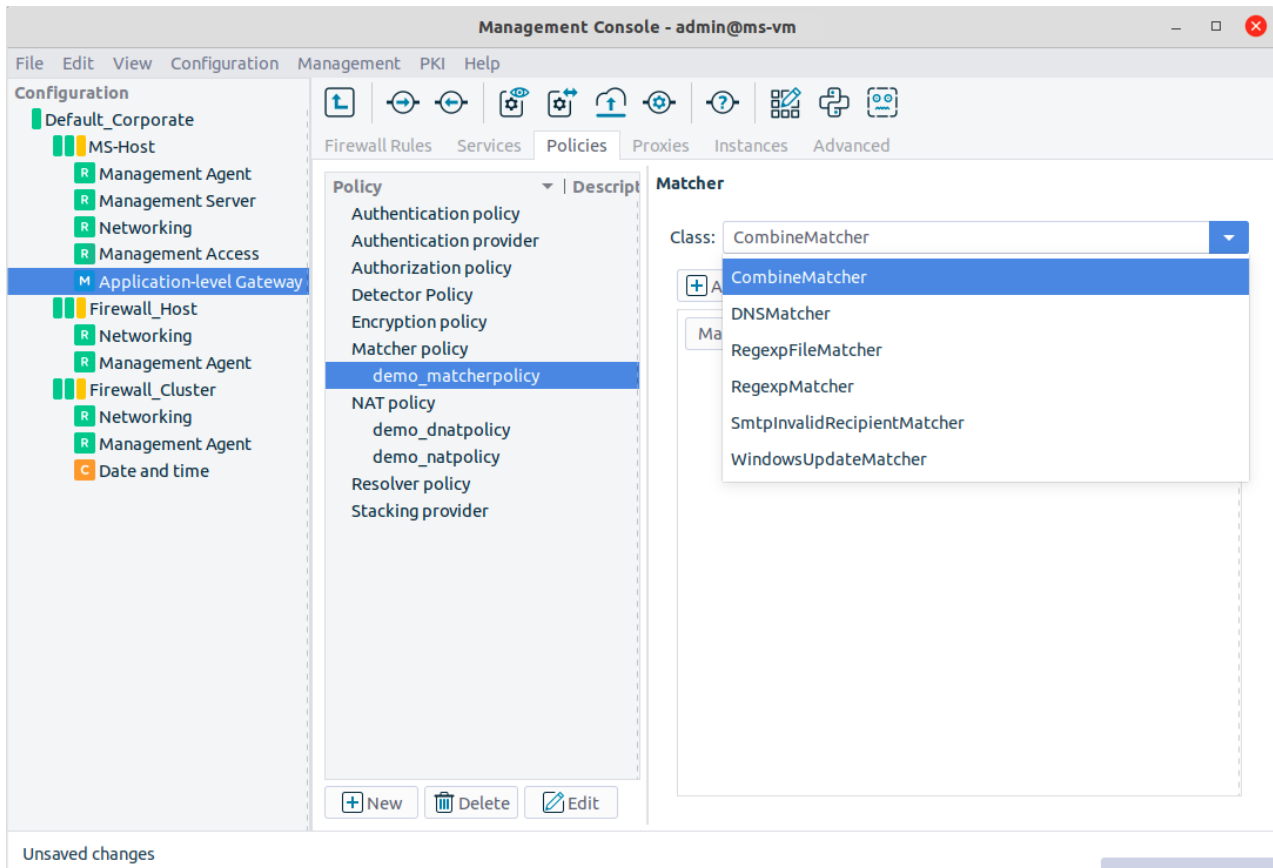 Management Console - admin@ms-vm
File Edit View Configuration Management PKI Help
Configuration
Default_Corporate
MS-Host
R Management Agent
R Management Server
R Networking
R Management Access
M Application-level Gateway
Firewall_Host
R Networking
R Management Agent
Firewall_Cluster
R Networking
R Management Agent
C Date and time
Firewall Rules Services Policies Proxies Instances Advanced
Policy Descript
Authentication policy
Authentication provider
Authorization policy
Detector Policy
Encryption policy
Matcher policy
demo_matcherpolicy
NAT policy
demo_dnatpolicy
demo_natpolicy
Resolver policy
Stacking provider
New Delete Edit
Matcher
Class: CombineMatcher
A
Ma
CombineMatcher
DNSMatcher
RegexpFileMatcher
RegexpMatcher
SmtpInvalidRecipientMatcher
WindowsUpdateMatcher
Unsaved changes